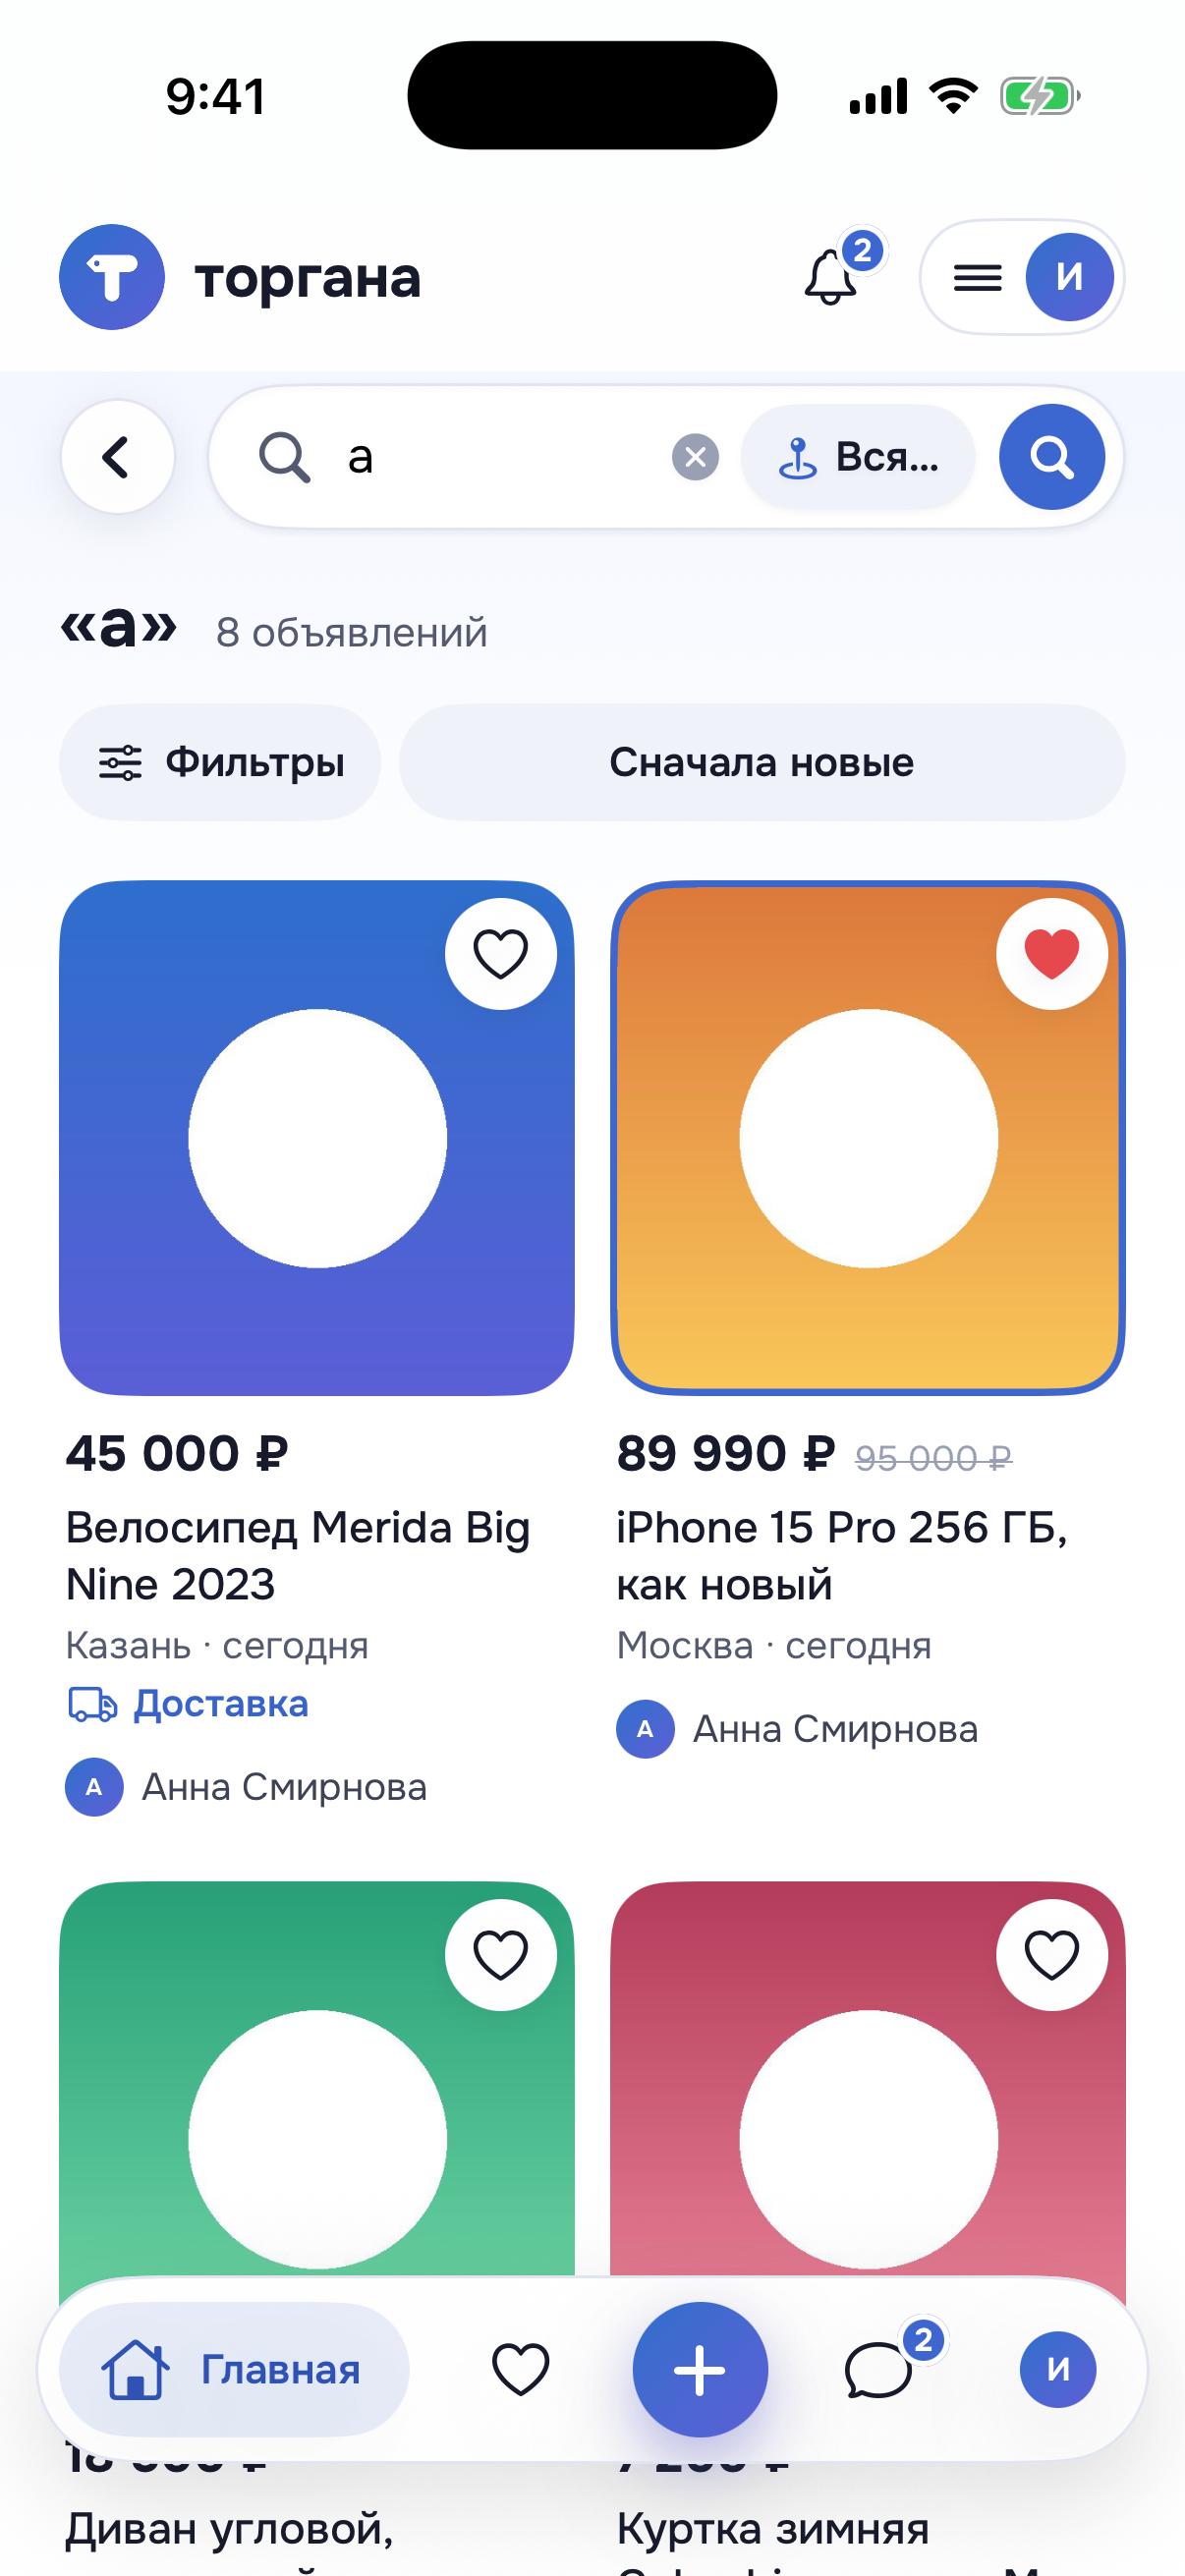 9:41
торгана
2
И
а
Вся...
«а» 8 объявлений
Фильтры
Сначала новые
45 000 ₽
89 990 ₽ 95 000 ₽
Велосипед Merida Big
Nine 2023
iPhone 15 Pro 256 ГБ,
как новый
Казань · сегодня
Москва · сегодня
Доставка
А Анна Смирнова
А Анна Смирнова
Главная
2
И
Диван угловой,
Куртка зимняя